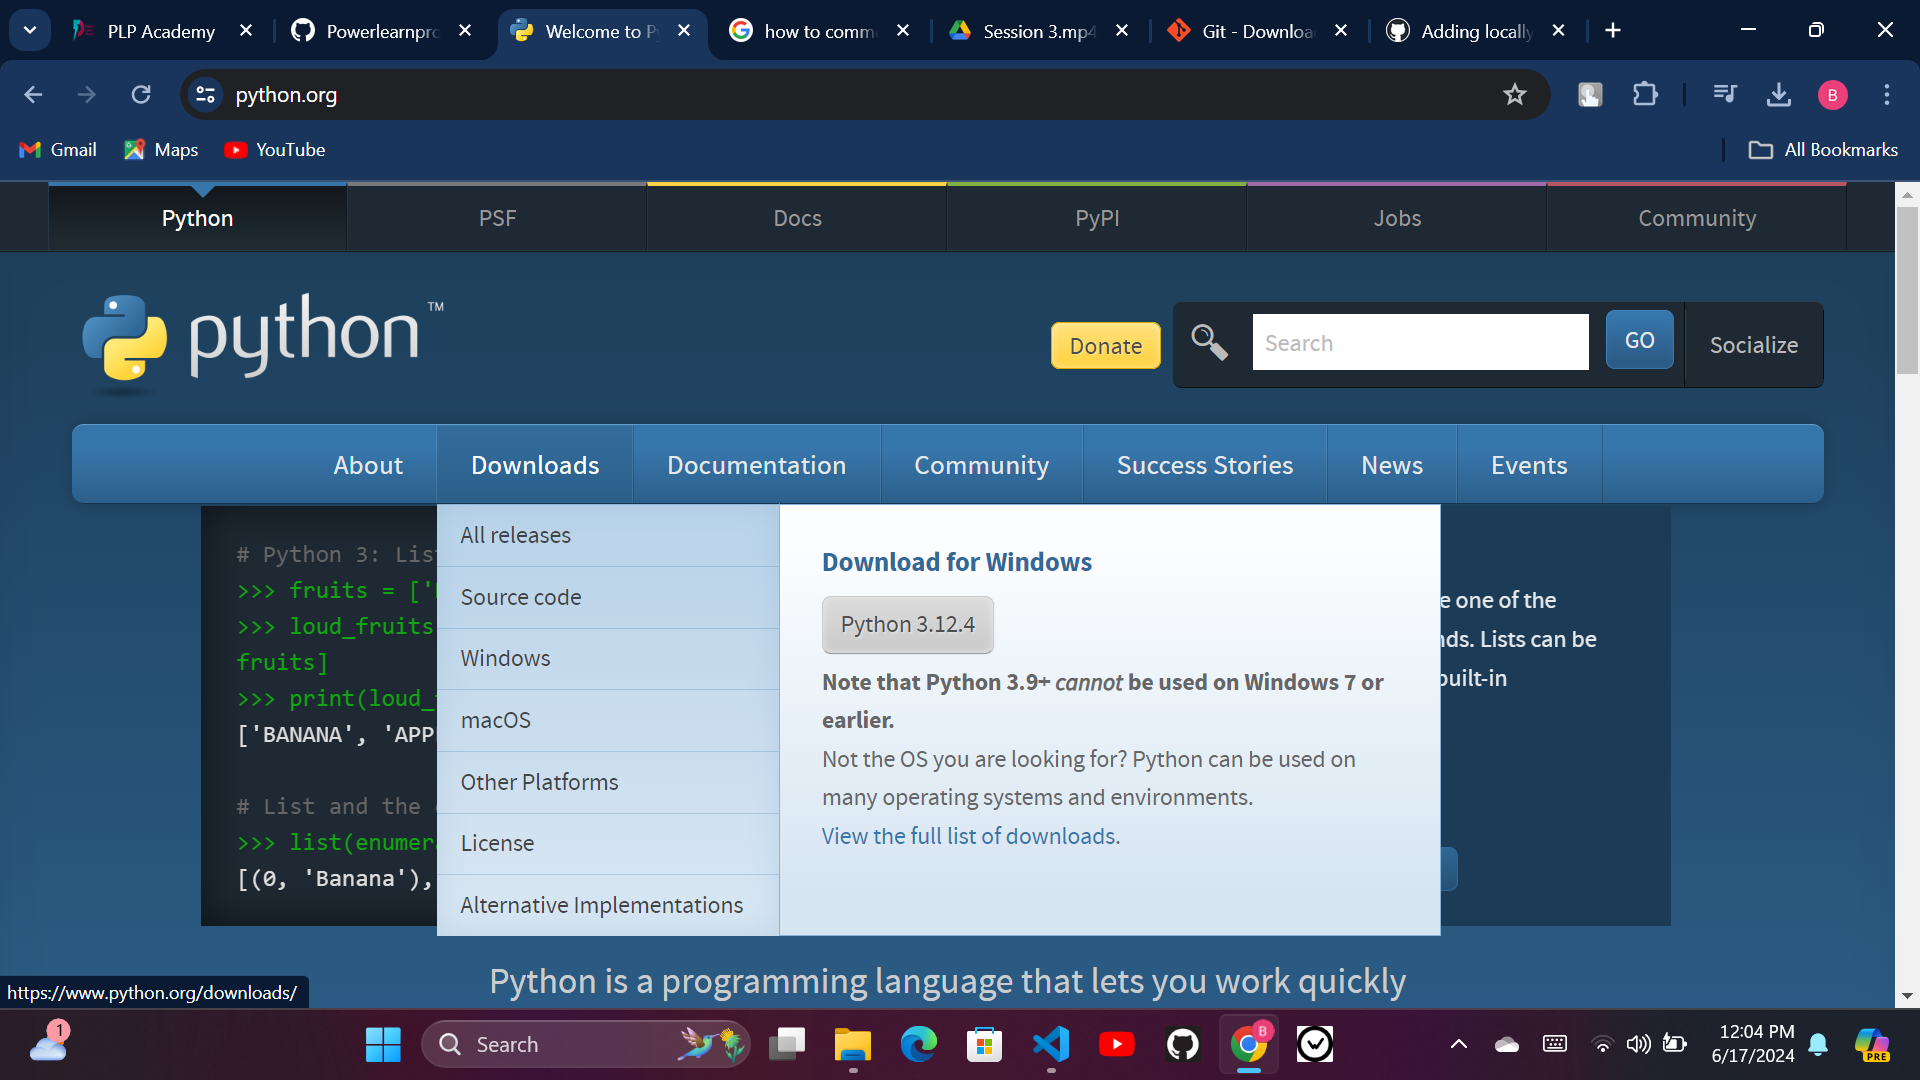 PLP Academy
Powerlearnpro
Welcome to Py
how to comm
Session 3.mp4
Git - Downloa
Adding locally
python.org
B
Gmail
Maps
YouTube
All Bookmarks
Python
PSF
Docs
PyPI
Jobs
Community
python™
Donate
Search
GO
Socialize
About
Downloads
Documentation
Community
Success Stories
News
Events
# Python 3: List
>>> fruits = ['
>>> loud_fruits
fruits]
>>> print(loud_
['BANANA', 'APP
# List and the
>>> list(enumer
[(0, 'Banana'),
All releases
Source code
Windows
macOS
Other Platforms
License
Alternative Implementations
Download for Windows
Python 3.12.4
Note that Python 3.9+ cannot be used on Windows 7 or
earlier.
Not the OS you are looking for? Python can be used on
many operating systems and environments.
View the full list of downloads.
e one of the
ds. Lists can be
built-in
Python is a programming language that lets you work quickly
https://www.python.org/downloads/
1
Search
B
12:04 PM
6/17/2024
PRE